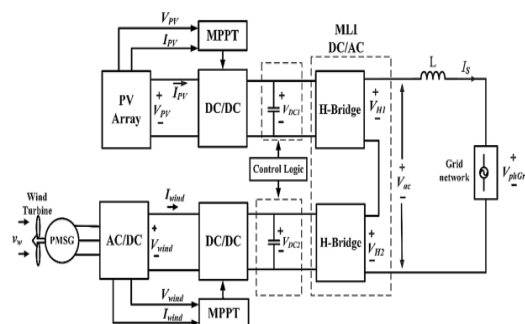 V_PV
I_PV
MPPT
MLI
DC/AC
L
I_S
PV
Array
I_PV
+
V_PV
−
DC/DC
V_DC1
H-Bridge
+
V_H1
−
Control Logic
+
V_ac
−
Grid
network
+
V_phGr
−
Wind
Turbine
v_w
PMSG
AC/DC
I_wind
+
V_wind
−
DC/DC
V_DC2
H-Bridge
+
V_H2
−
V_wind
I_wind
MPPT